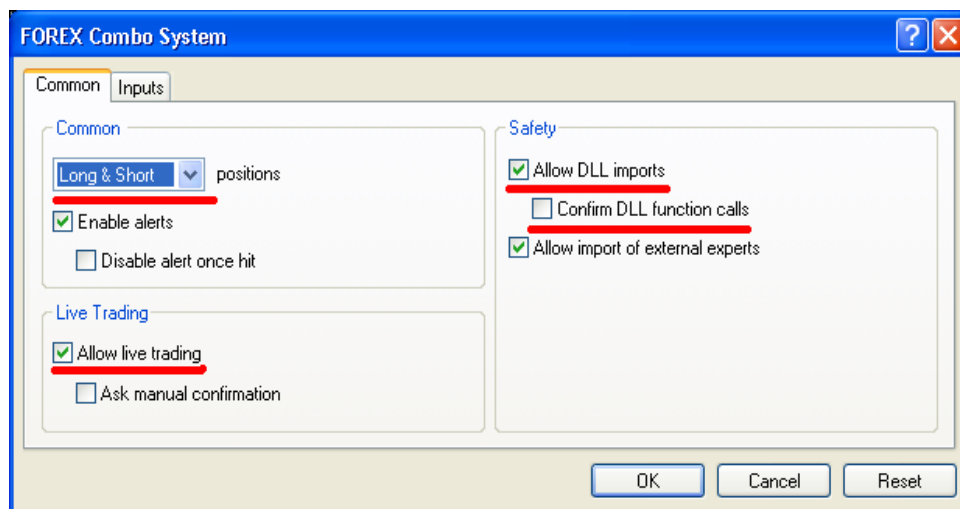 FOREX Combo System
Common
Inputs
Common
Long & Short
positions
Enable alerts
Disable alert once hit
Live Trading
Allow live trading
Ask manual confirmation
Safety
Allow DLL imports
Confirm DLL function calls
Allow import of external experts
OK
Cancel
Reset